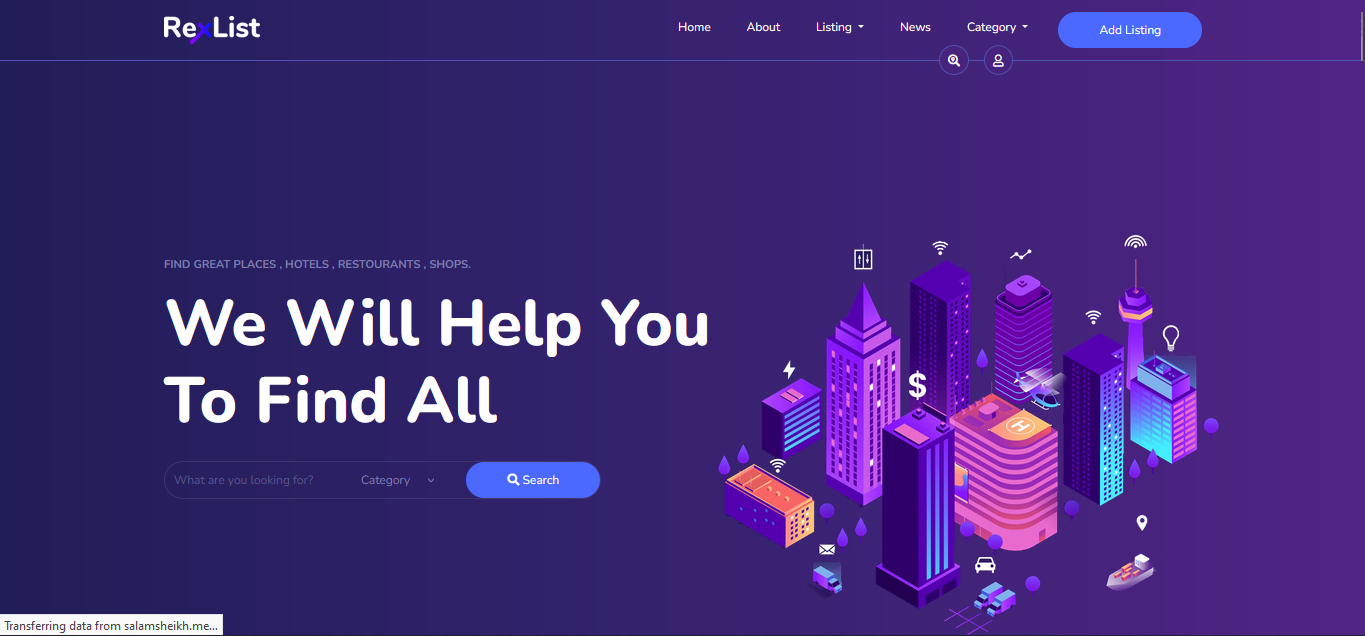 RexList
Home About Listing News Category Add Listing
FIND GREAT PLACES , HOTELS , RESTOURANTS , SHOPS.
We Will Help You
To Find All
What are you looking for? Category Search
$
H
Transferring data from salamsheikh.me...